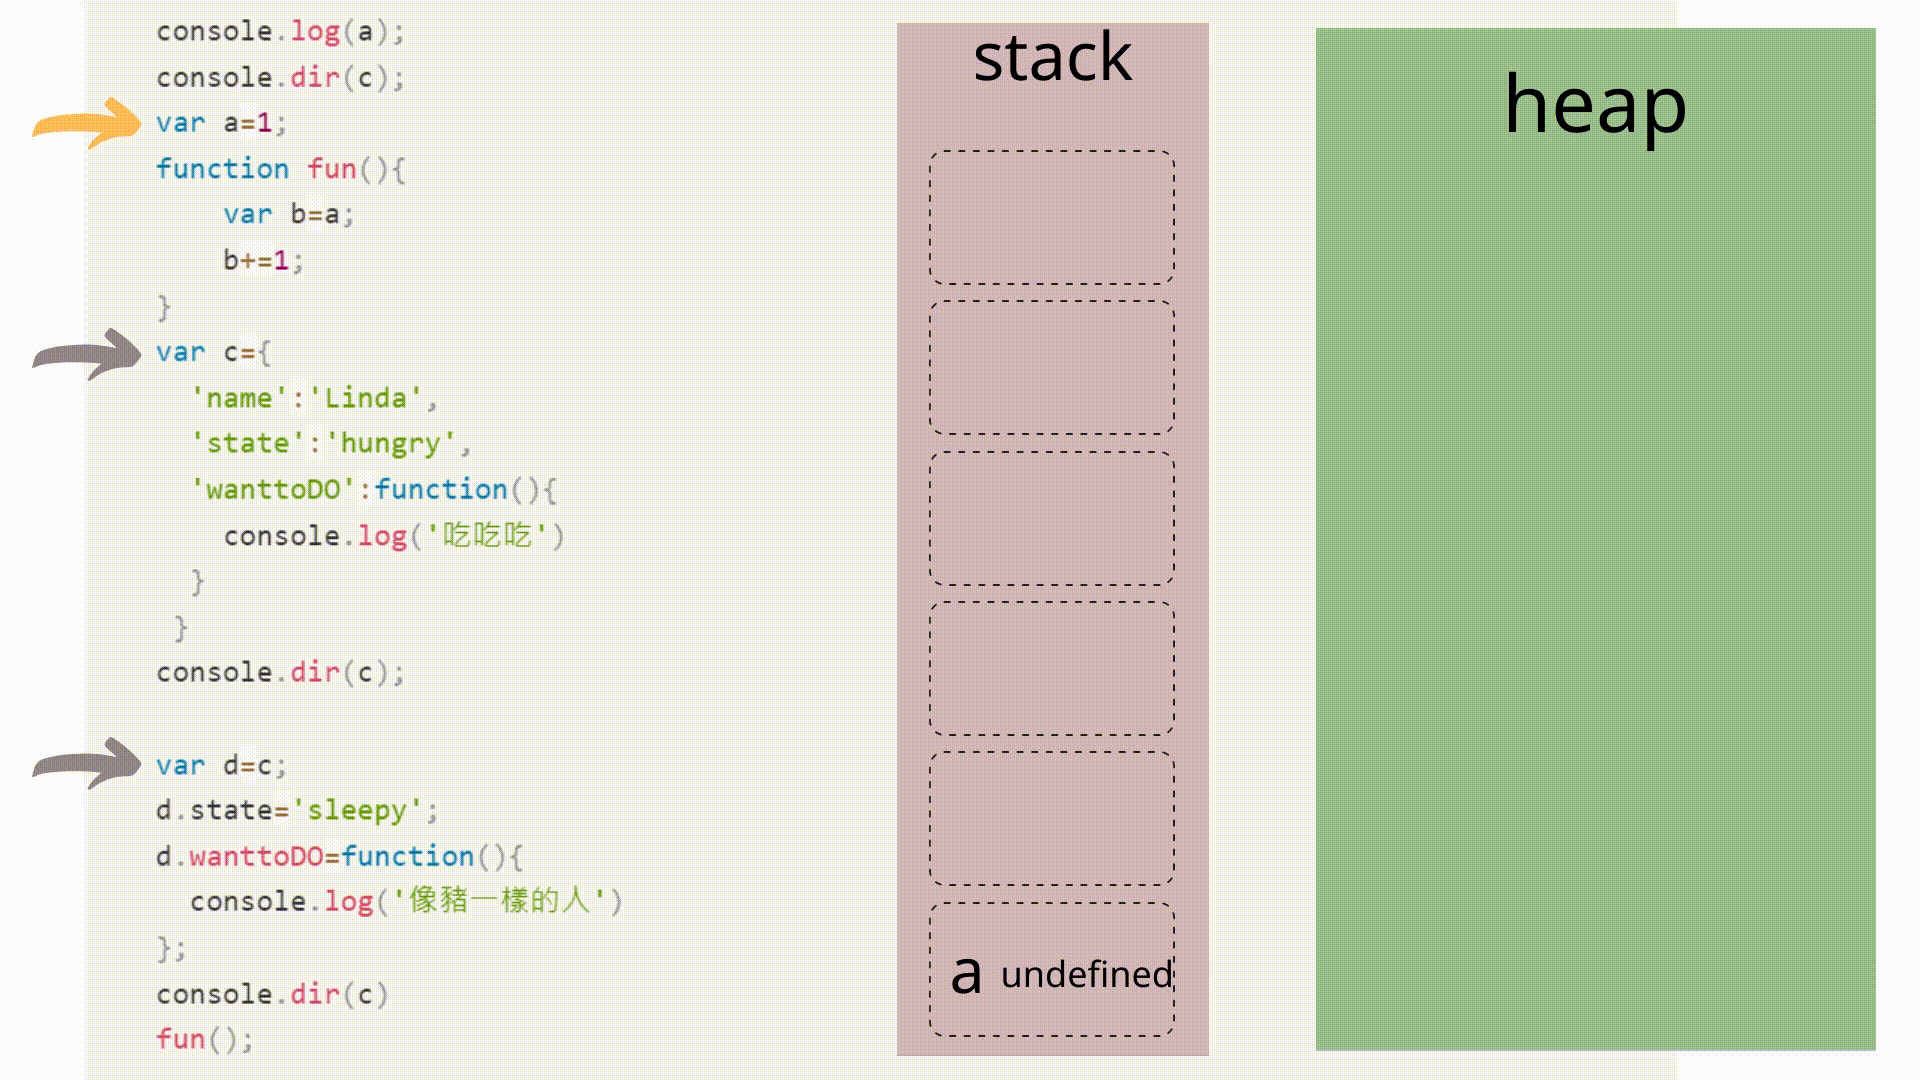 console.log(a);
console.dir(c);
var a=1;
function fun(){
    var b=a;
    b+=1;
}
var c={
  'name':'Linda',
  'state':'hungry',
  'wanttoDO':function(){
    console.log('吃吃吃')
  }
 }
console.dir(c);
var d=c;
d.state='sleepy';
d.wanttoDO=function(){
  console.log('像豬一樣的人')
};
console.dir(c)
fun();
stack
a undefined
heap